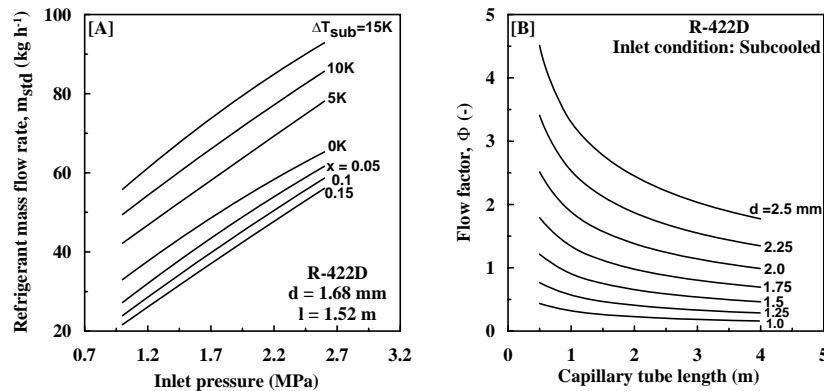 [A]
ΔTsub=15K
10K
5K
0K
x = 0.05
0.1
0.15
R-422D
d = 1.68 mm
l = 1.52 m
100
80
60
40
20
0.7 1.2 1.7 2.2 2.7 3.2
Inlet pressure (MPa)
Refrigerant mass flow rate, mstd (kg h-1)
[B]
R-422D
Inlet condition: Subcooled
d =2.5 mm
2.25
2.0
1.75
1.5
1.25
1.0
5
4
3
2
1
0
0 1 2 3 4 5
Capillary tube length (m)
Flow factor, Φ (-)